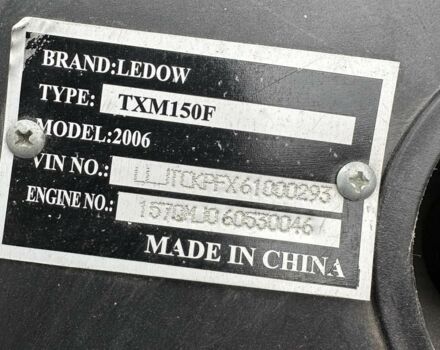 BRAND:LEDOW
TYPE: TXM150F
MODEL:2006
VIN NO.: LLJTCKPFX61000293
ENGINE NO.: 157QMJ060530046
MADE IN CHINA